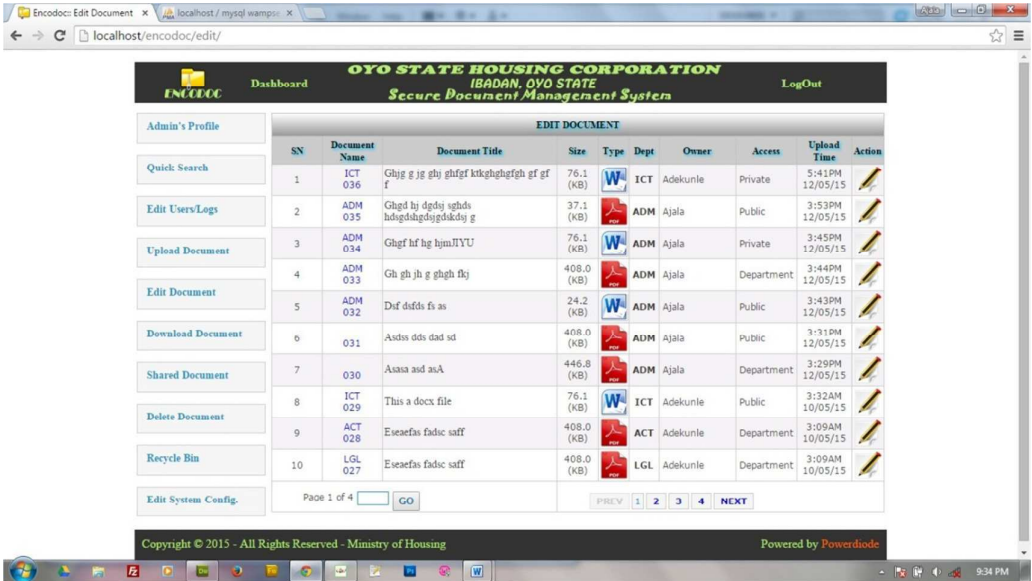 Encodoc:: Edit Document
localhost / mysql wampse
Ajala
localhost/encodoc/edit/
ENCODOC
Dashboard
OYO STATE HOUSING CORPORATION
IBADAN, OYO STATE
Secure Document Management System
LogOut
Admin's Profile
Quick Search
Edit Users/Logs
Upload Document
Edit Document
Download Document
Shared Document
Delete Document
Recycle Bin
Edit System Config.
EDIT DOCUMENT
SN Document Name Document Title Size Type Dept Owner Access Upload Time Action
1 ICT 036 Ghjg g jg ghj ghfgf ktkghghgfgh gf gf f 76.1 (KB) W ICT Adekunle Private 5:41PM 12/05/15
2 ADM 035 Ghgd hj dgdsj sghds hdsgdshgdsjgdskdsj g 37.1 (KB) PDF ADM Ajala Public 3:53PM 12/05/15
3 ADM 034 Ghgf hf hg hjmJIYU 76.1 (KB) W ADM Ajala Private 3:45PM 12/05/15
4 ADM 033 Gh gh jh g ghgh fkj 408.0 (KB) PDF ADM Ajala Department 3:44PM 12/05/15
5 ADM 032 Dsf dsfds fs as 24.2 (KB) W ADM Ajala Public 3:43PM 12/05/15
6 031 Asdss dds dad sd 408.0 (KB) PDF ADM Ajala Public 3:31PM 12/05/15
7 030 Asasa asd asA 446.8 (KB) PDF ADM Ajala Department 3:29PM 12/05/15
8 ICT 029 This a docx file 76.1 (KB) W ICT Adekunle Public 3:32AM 10/05/15
9 ACT 028 Eseaefas fadsc saff 408.0 (KB) PDF ACT Adekunle Department 3:09AM 10/05/15
10 LGL 027 Eseaefas fadsc saff 408.0 (KB) PDF LGL Adekunle Department 3:09AM 10/05/15
Page 1 of 4 GO PREV 1 2 3 4 NEXT
Copyright © 2015 - All Rights Reserved - Ministry of Housing Powered by Powerdiode
9:34 PM